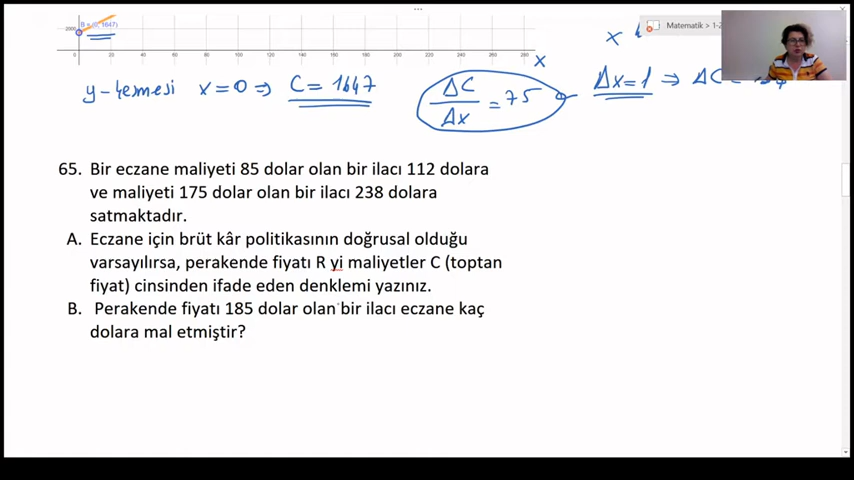 B = (0, 1647)
2000
0 20 40 60 80 100 120 140 160 180 200 220 240 260 280
x
x
Matematik > 1-2
y-kesmesi x=0 ⇒ C = 1647 ΔC/Δx = 75 Δx=1 ⇒ ΔC =
65. Bir eczane maliyeti 85 dolar olan bir ilacı 112 dolara
ve maliyeti 175 dolar olan bir ilacı 238 dolara
satmaktadır.
A. Eczane için brüt kâr politikasının doğrusal olduğu
varsayılırsa, perakende fiyatı R yi maliyetler C (toptan
fiyat) cinsinden ifade eden denklemi yazınız.
B. Perakende fiyatı 185 dolar olan bir ilacı eczane kaç
dolara mal etmiştir?